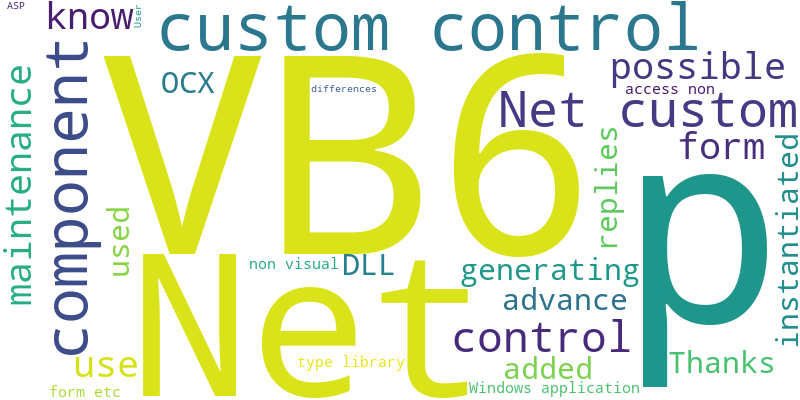 ASP
know
User
custom control
VB6
component
maintenance
OCX
differences
possible
access non
Net
custom
form
replies
instantiated
p
used
non visual
DLL
generating
Net
advance
control
use
type library
added
Thanks
form etc
Windows application